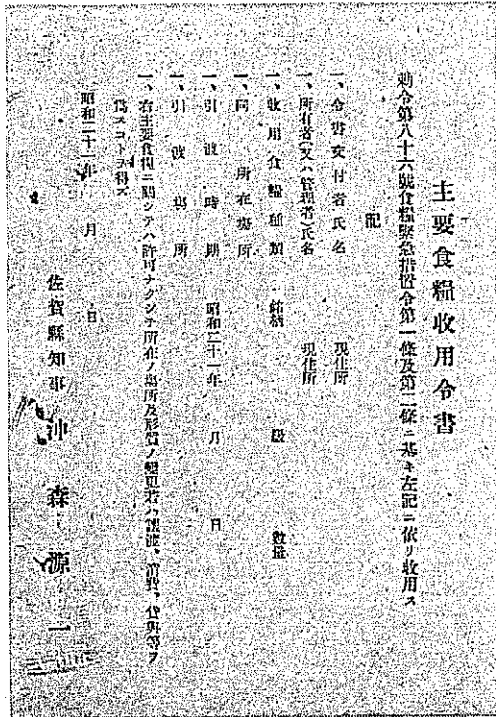 主要食糧收用令書
勅令第八十六號食糧緊急措置令第一條及第二條ニ基キ左記ニ依リ收用ス
記
一、令書交付者氏名 現住所
一、所有者(又ハ管理者)氏名 現住所
一、收用食糧種類 銘柄 級 數量
一、同所在場所
一、引渡時期 昭和二十一年 月 日
一、引渡場所
一、右主要食糧ニ關シテハ許可ナクシテ所在ノ場所及形質ノ變更若ハ讓渡、消費、貸與等ヲ
爲スコトヲ得ズ
昭和二十一年 月 日
佐賀縣知事 沖森源一